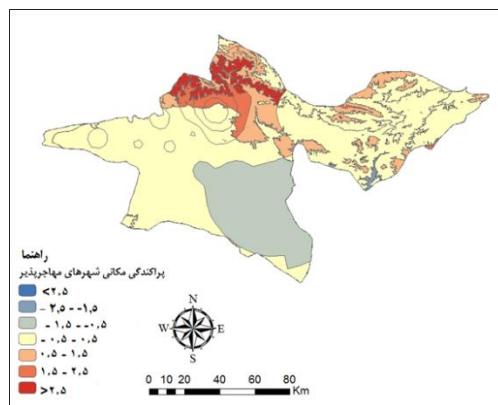 راهنما
پراکندگی مکانی شهرهای مهاجرپذیر
<۲٫۵
- ۲٫۵ - -۱٫۵
- ۱٫۵ - -۰٫۵
- ۰٫۵ - ۰٫۵
۰٫۵ - ۱٫۵
۱٫۵ - ۲٫۵
>۲٫۵
N
W E
S
0 10 20 40 60 80
Km